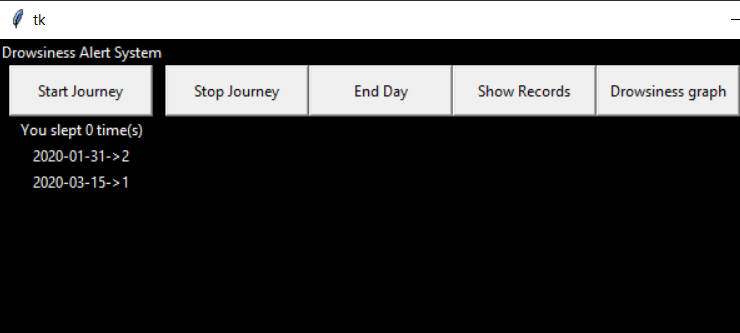 tk
Drowsiness Alert System
Start Journey Stop Journey End Day Show Records Drowsiness graph
You slept 0 time(s)
2020-01-31->2
2020-03-15->1